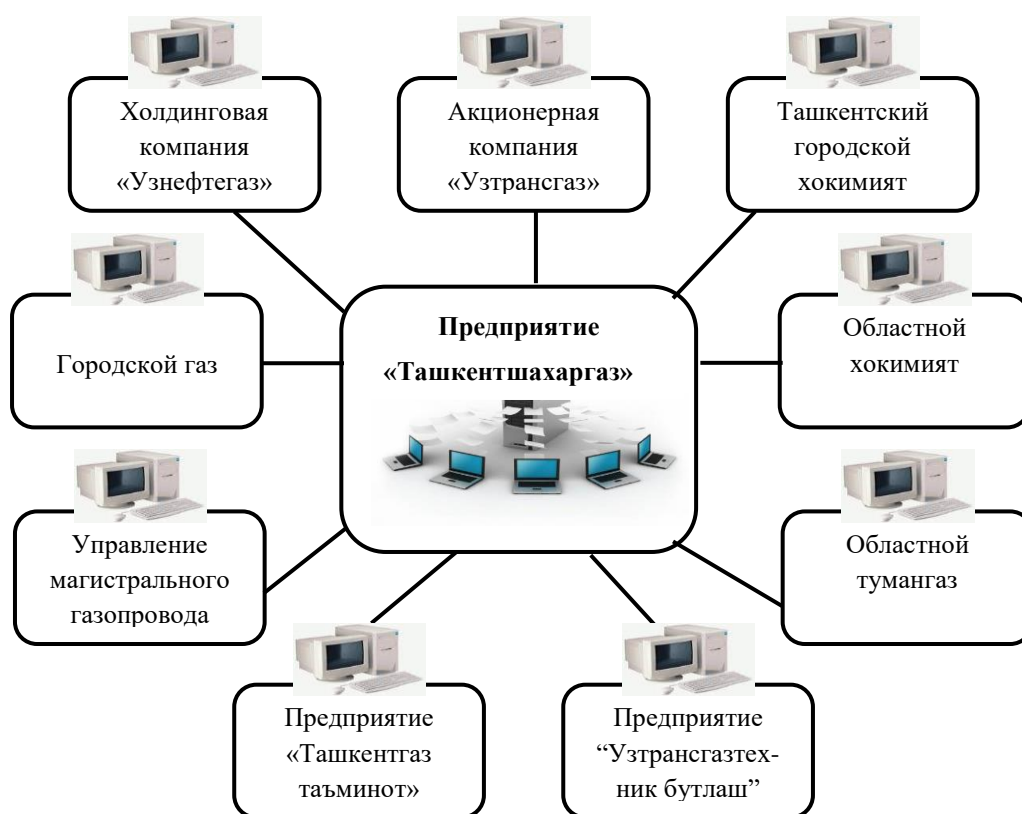 Холдинговая
компания
«Узнефтегаз»
Акционерная
компания
«Узтрансгаз»
Ташкентский
городской
хокимият
Городской газ
Предприятие
«Ташкентшахаргаз»
Областной
хокимият
Управление
магистрального
газопровода
Областной
тумангаз
Предприятие
«Ташкентгаз
таъминот»
Предприятие
“Узтрансгазтех-
ник бутлаш”